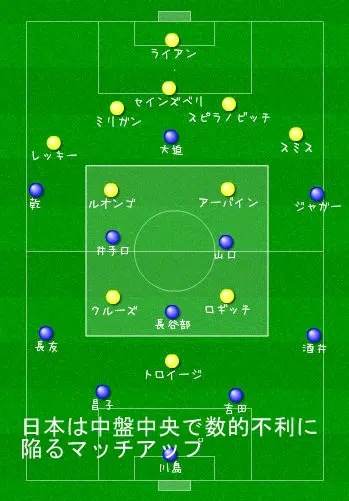 ライアン
セインズベリ
ミリガン
スピラノビッチ
大迫
スミス
レッキー
乾
ルオンゴ
アーバイン
ジャガー
井手口
山口
クルーズ
ロギッチ
長谷部
長友
酒井
トロイージ
昌子
吉田
日本は中盤中央で数的不利に
陥るマッチアップ
川島